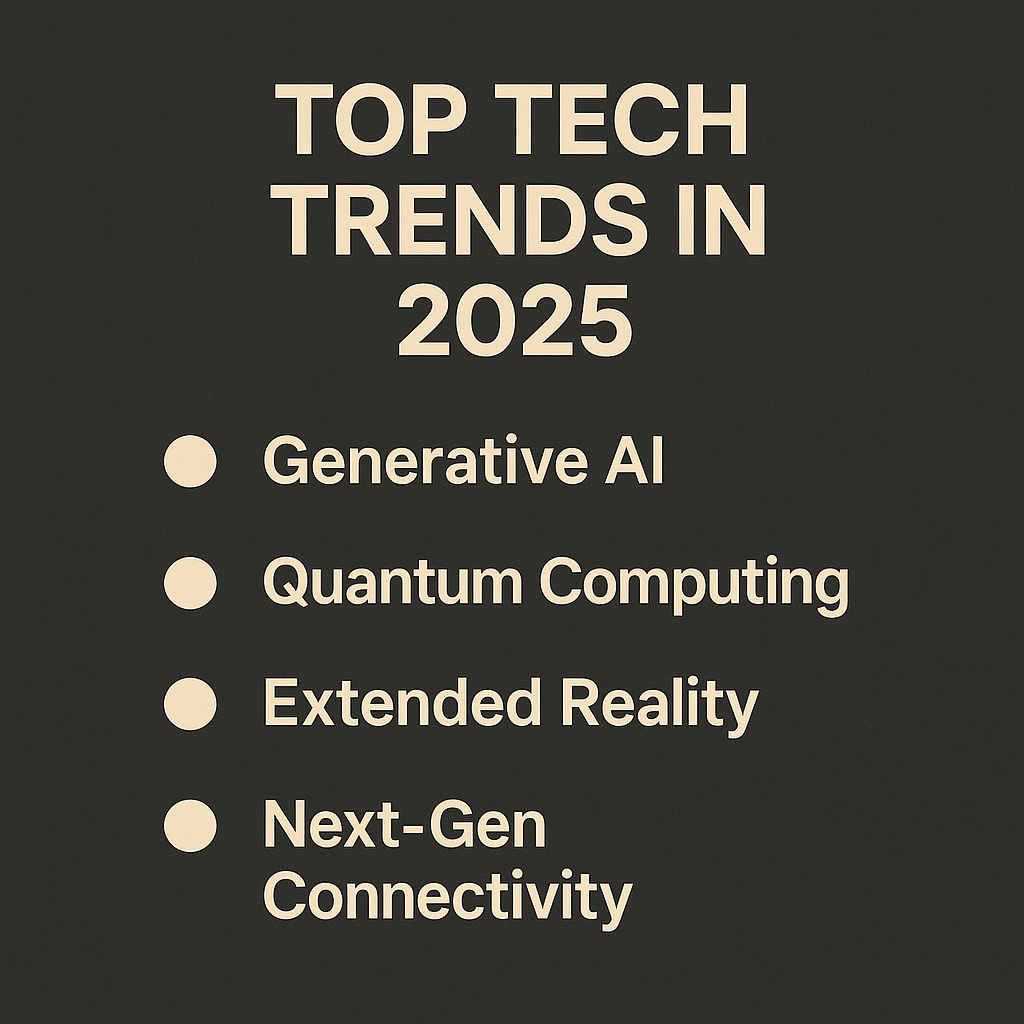 TOP TECH
TRENDS IN
2025
● Generative AI
● Quantum Computing
● Extended Reality
● Next-Gen
Connectivity